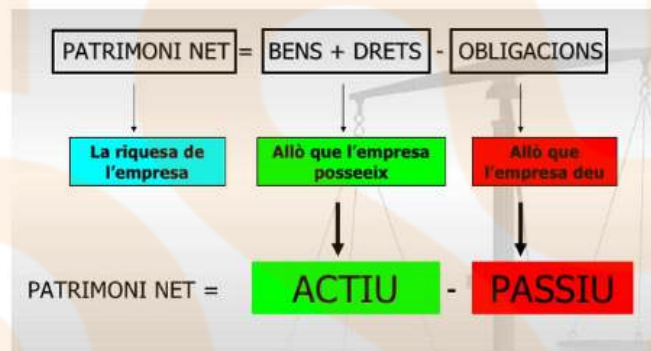 PATRIMONI NET = BENS + DRETS - OBLIGACIONS
La riquesa de
l'empresa
Allò que l'empresa
posseeix
Allò que
l'empresa deu
PATRIMONI NET = ACTIU - PASSIU